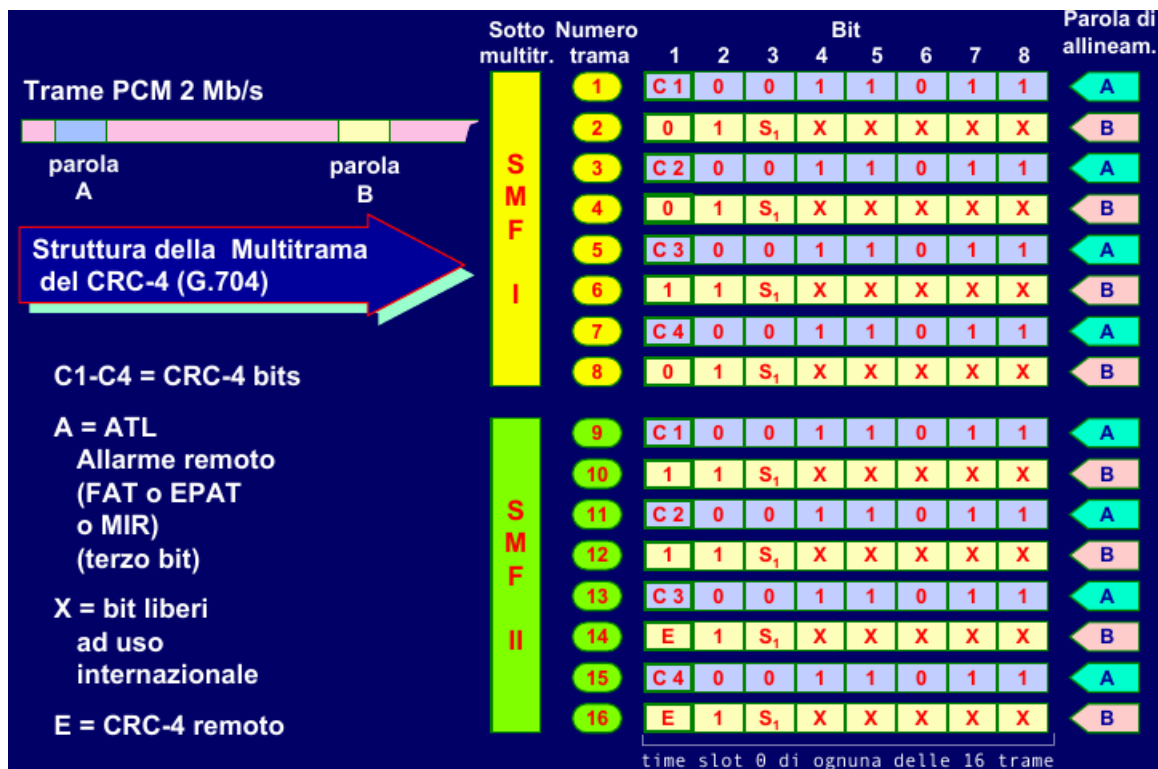 Sotto Numero Bit Parola di
multitr. trama 1 2 3 4 5 6 7 8 allineam.
Trame PCM 2 Mb/s
parola A
parola B
Struttura della Multitrama
del CRC-4 (G.704)
C1-C4 = CRC-4 bits
A = ATL
Allarme remoto
(FAT o EPAT
o MIR)
(terzo bit)
X = bit liberi
ad uso
internazionale
E = CRC-4 remoto
SMF I
1 C 1 0 0 1 1 0 1 1 A
2 0 1 S₁ X X X X X B
3 C 2 0 0 1 1 0 1 1 A
4 0 1 S₁ X X X X X B
5 C 3 0 0 1 1 0 1 1 A
6 1 1 S₁ X X X X X B
7 C 4 0 0 1 1 0 1 1 A
8 0 1 S₁ X X X X X B
SMF II
9 C 1 0 0 1 1 0 1 1 A
10 1 1 S₁ X X X X X B
11 C 2 0 0 1 1 0 1 1 A
12 1 1 S₁ X X X X X B
13 C 3 0 0 1 1 0 1 1 A
14 E 1 S₁ X X X X X B
15 C 4 0 0 1 1 0 1 1 A
16 E 1 S₁ X X X X X B
time slot 0 di ognuna delle 16 trame